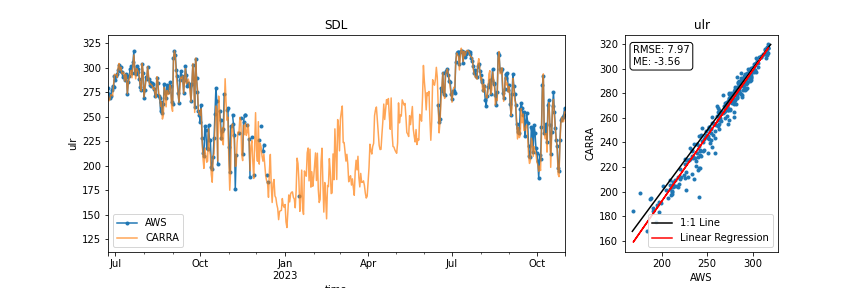 SDL
ulr
325
300
275
250
225
200
175
150
125
ulr
AWS
CARRA
Jul
Oct
Jan
2023
Apr
Jul
Oct
time
ulr
RMSE: 7.97
ME: -3.56
320
300
280
260
240
220
200
180
160
CARRA
1:1 Line
Linear Regression
200
250
300
AWS